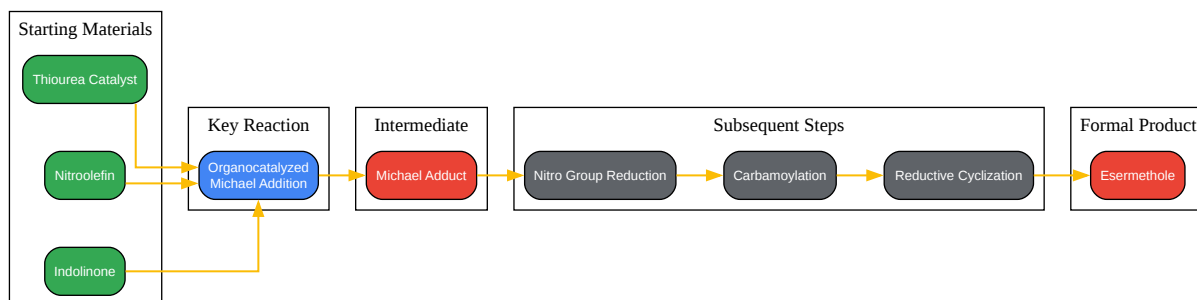 Starting Materials
Thiourea Catalyst
Nitroolefin
Indolinone
Key Reaction
Organocatalyzed
Michael Addition
Intermediate
Michael Adduct
Subsequent Steps
Nitro Group Reduction
Carbamoylation
Reductive Cyclization
Formal Product
Esermethole